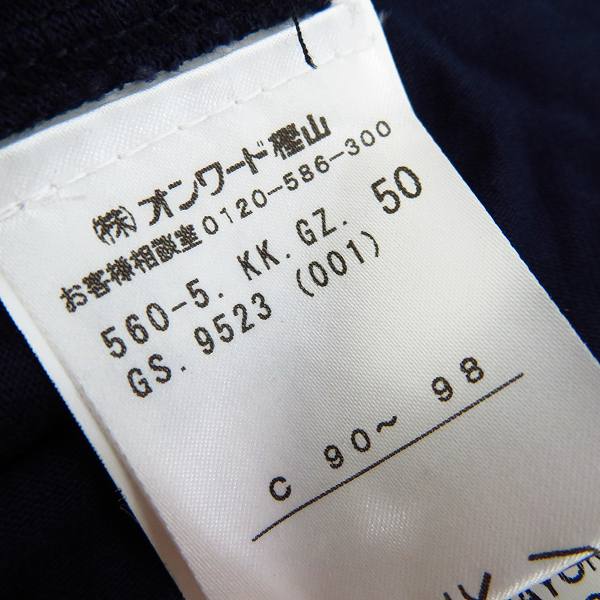 ㈱オンワード樫山
お客様相談室0120-586-300
560-5. KK.GZ. 50
GS.9523 (001)
C 90~ 98